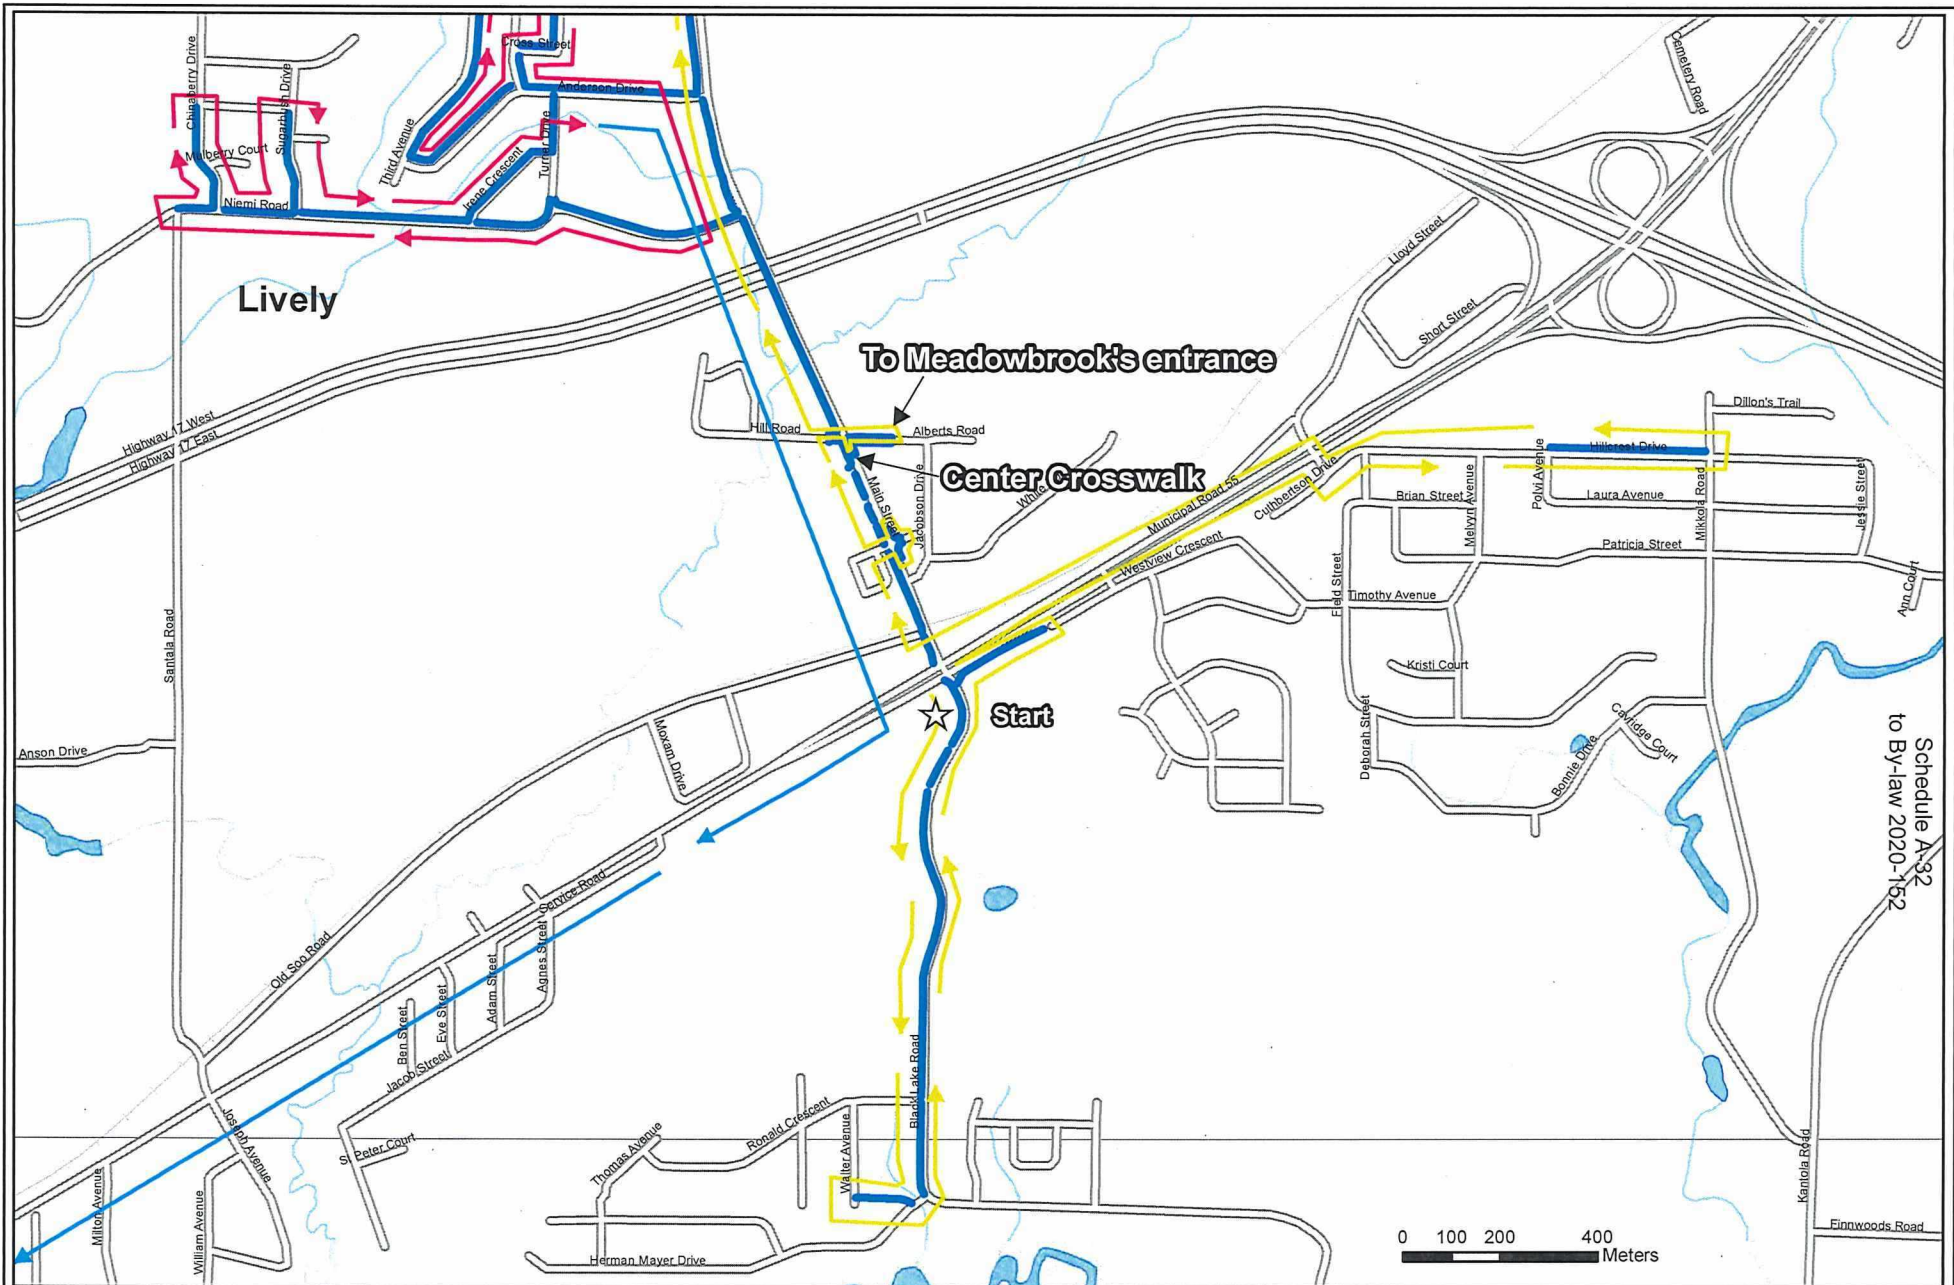 Cross Street
Cemetery Road
Chinaberry Drive
Sugarbush Drive
Anderson Drive
Third Avenue
Turner Drive
Mulberry Court
Irene Crescent
Niemi Road
Lloyd Street
Lively
Short Street
To Meadowbrook's entrance
Highway 17 West
Highway 17 East
Dillon's Trail
Hill Road
Alberts Road
Hillcrest Drive
Center Crosswalk
Main Street
Jacobson Drive
White
Municipal Road 55
Cuthbertson Drive
Brian Street
Melvyn Avenue
Polvi Avenue
Laura Avenue
Mikkola Road
Jessie Street
Patricia Street
Westview Crescent
Field Street
Timothy Avenue
Ann Court
Santala Road
Kristi Court
Start
Deborah Street
Cavridge Court
Bonnie Drive
Schedule A-32
to By-law 2020-152
Anson Drive
Moxam Drive
Service Road
Old Soo Road
Agnes Street
Adam Street
Eve Street
Ben Street
Jacob Street
Black Lake Road
Joseph Avenue
St Peter Court
Ronald Crescent
Thomas Avenue
Walter Avenue
Milton Avenue
William Avenue
Herman Mayer Drive
Kantola Road
Finnwoods Road
0 100 200 400
Meters